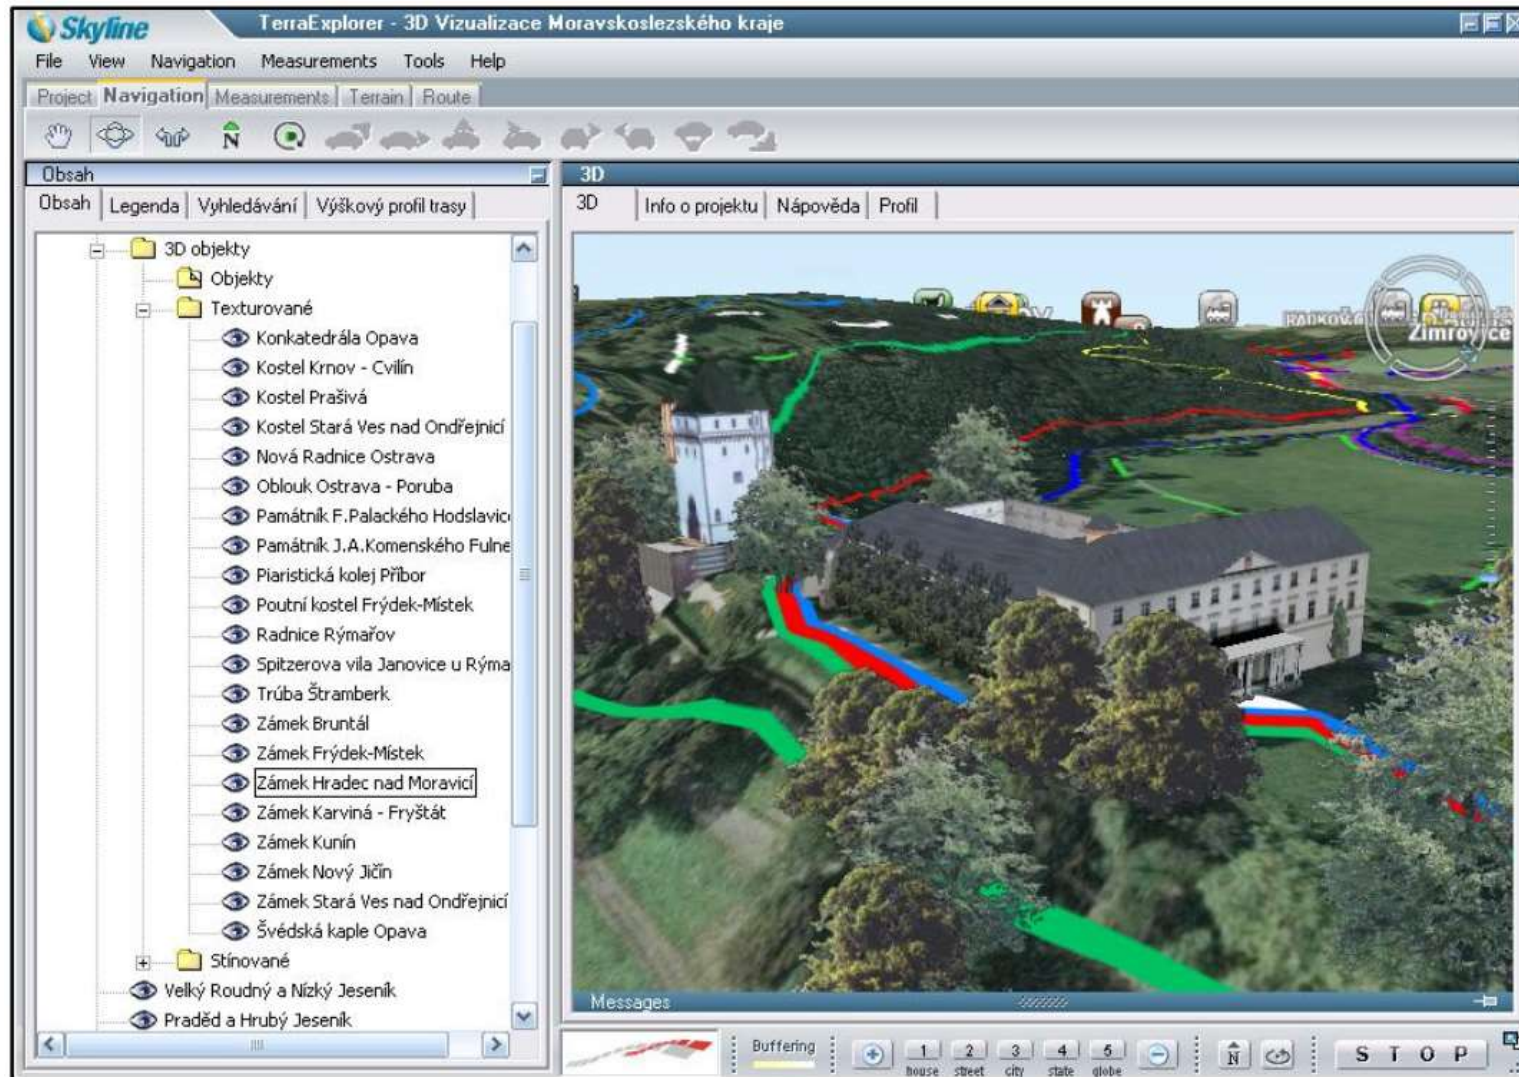 Skyline
TerraExplorer - 3D Vizualizace Moravskoslezského kraje
File View Navigation Measurements Tools Help
Project Navigation Measurements Terrain Route
N
Obsah
Obsah Legenda Vyhledávání Výškový profil trasy
3D objekty
Objekty
Texturované
Konkatedrála Opava
Kostel Krnov - Cvilín
Kostel Prašivá
Kostel Stará Ves nad Ondřejnicí
Nová Radnice Ostrava
Oblouk Ostrava - Poruba
Památník F.Palackého Hodslavic
Památník J.A.Komenského Fulne
Piaristická kolej Příbor
Poutní kostel Frýdek-Místek
Radnice Rýmařov
Spitzerova vila Janovice u Rýma
Trúba Štramberk
Zámek Bruntál
Zámek Frýdek-Místek
Zámek Hradec nad Moravicí
Zámek Karviná - Fryštát
Zámek Kunín
Zámek Nový Jičín
Zámek Stará Ves nad Ondřejnicí
Švédská kaple Opava
Stínované
Velký Roudný a Nízký Jeseník
Praděd a Hrubý Jeseník
3D
3D Info o projektu Nápověda Profil
Zimrovice
Messages
Buffering
1 2 3 4 5
house street city state globe
N
STOP